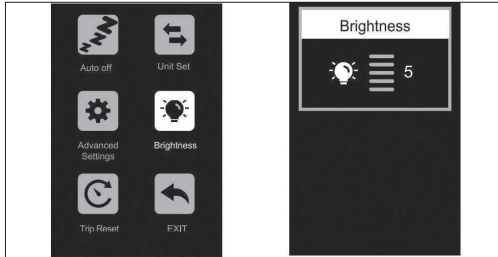 Auto off
Unit Set
Advanced
Settings
Brightness
Trip Reset
EXIT
Brightness
5